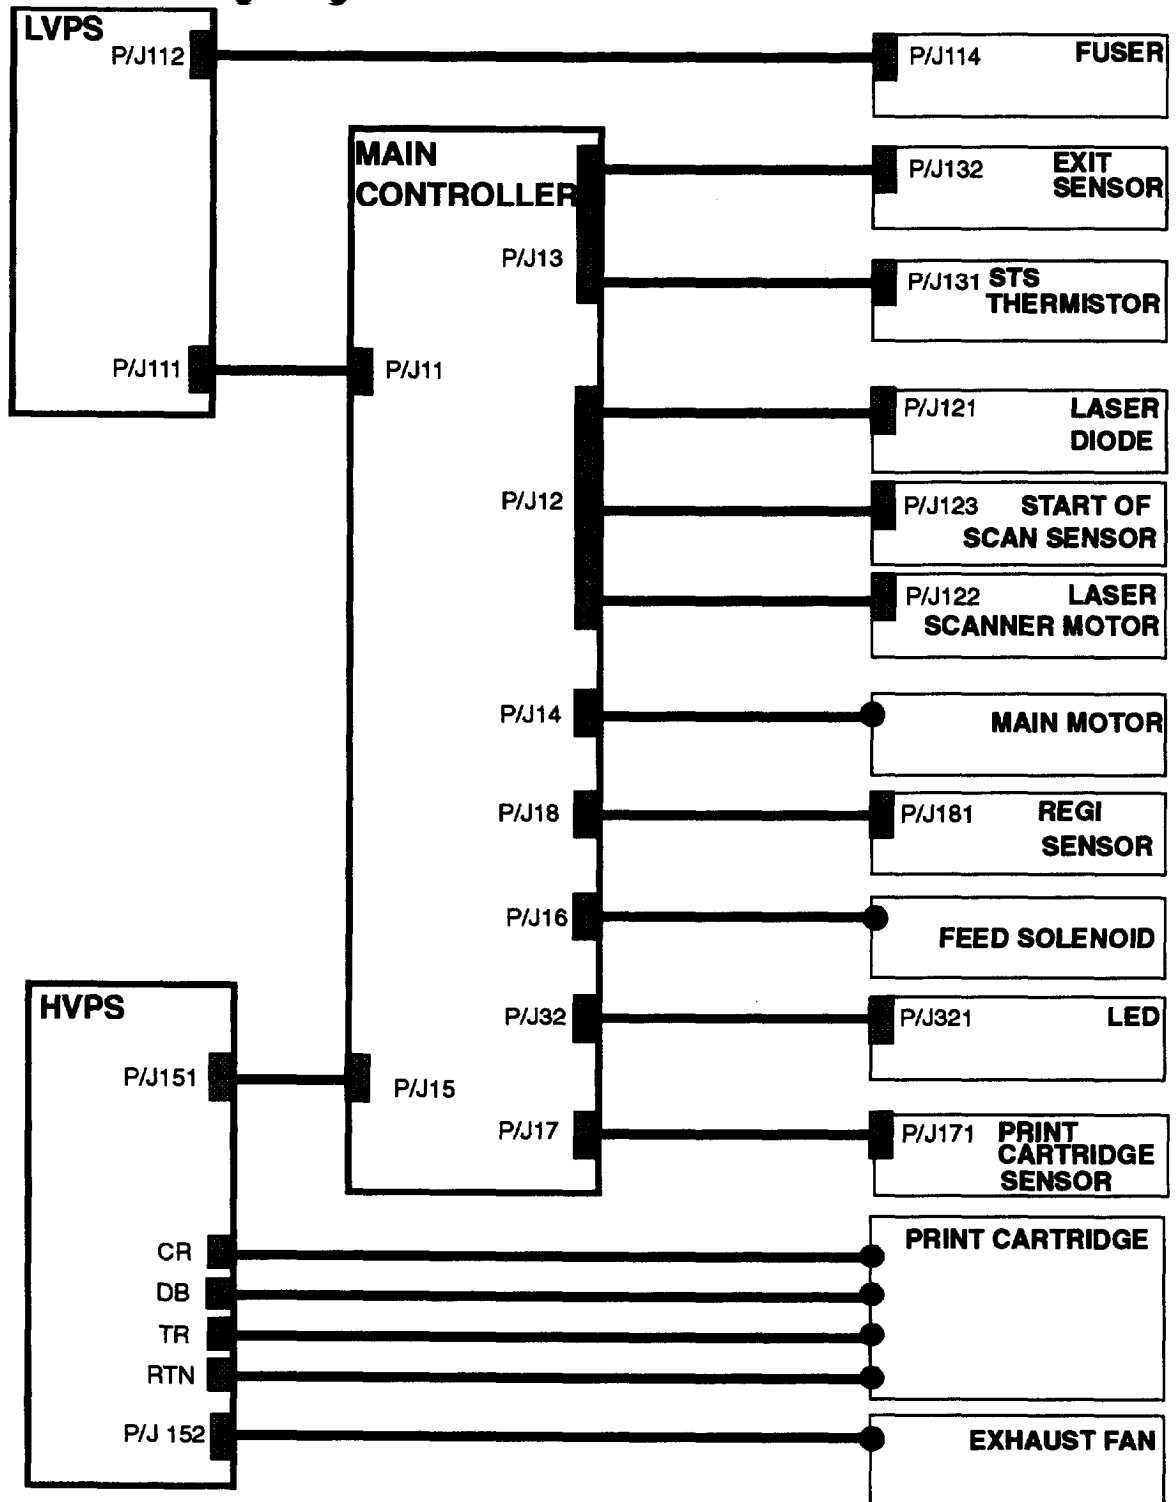 LVPS
P/J112
P/J114 FUSER
MAIN
CONTROLLER
P/J132 EXIT
SENSOR
P/J13
P/J131 STS
THERMISTOR
P/J111
P/J11
P/J121 LASER
DIODE
P/J12
P/J123 START OF
SCAN SENSOR
P/J122 LASER
SCANNER MOTOR
P/J14
MAIN MOTOR
P/J18
P/J181 REGI
SENSOR
P/J16
FEED SOLENOID
HVPS
P/J32
P/J321 LED
P/J151
P/J15
P/J17
P/J171 PRINT
CARTRIDGE
SENSOR
PRINT CARTRIDGE
CR
DB
TR
RTN
P/J 152
EXHAUST FAN